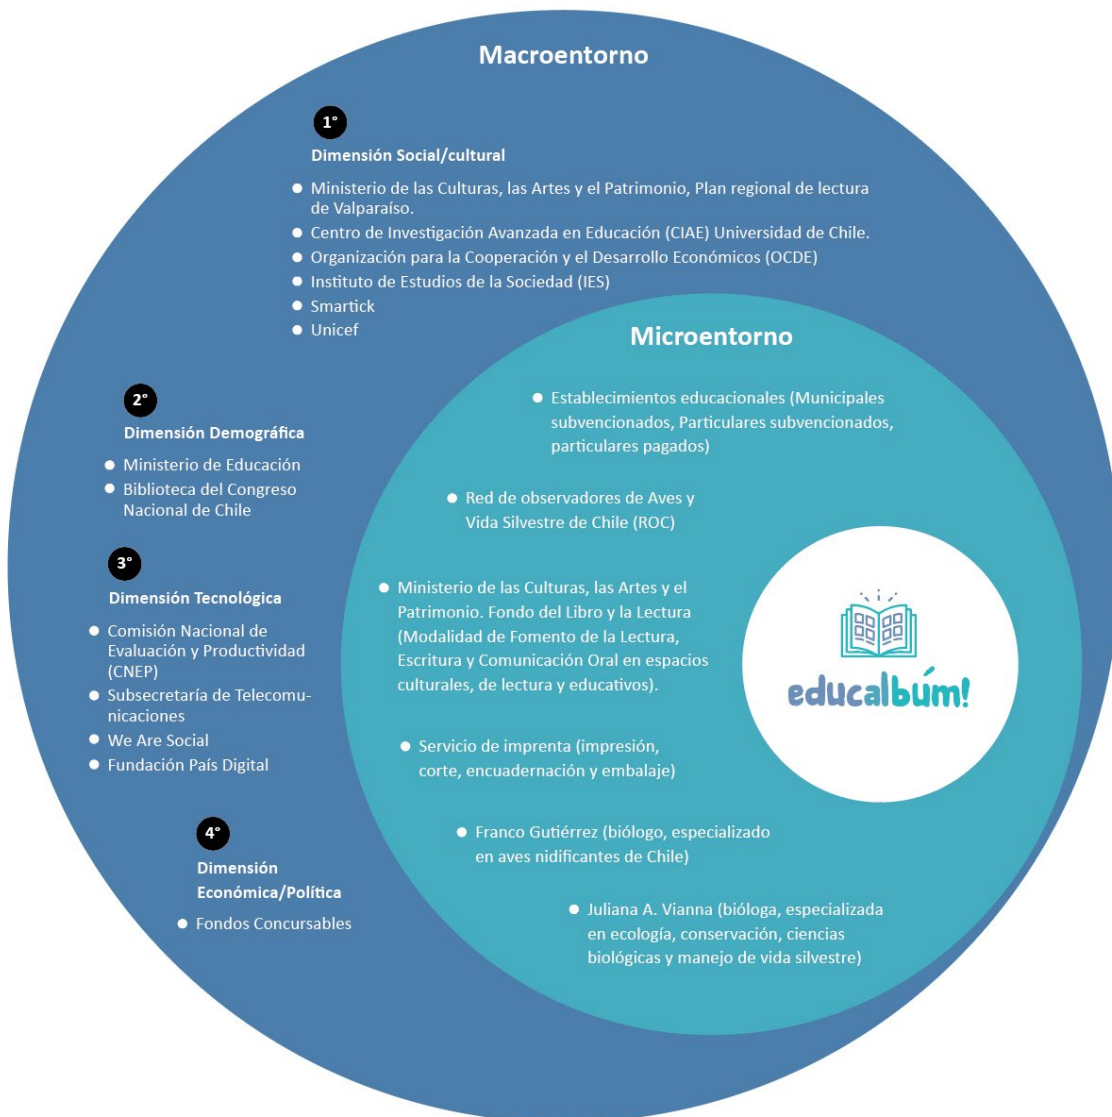 Macroentorno
1°
Dimensión Social/cultural
Ministerio de las Culturas, las Artes y el Patrimonio, Plan regional de lectura
de Valparaíso.
Centro de Investigación Avanzada en Educación (CIAE) Universidad de Chile.
Organización para la Cooperación y el Desarrollo Económicos (OCDE)
Instituto de Estudios de la Sociedad (IES)
Smartick
Unicef
2°
Dimensión Demográfica
Ministerio de Educación
Biblioteca del Congreso
Nacional de Chile
3°
Dimensión Tecnológica
Comisión Nacional de
Evaluación y Productividad
(CNEP)
Subsecretaría de Telecomu-
nicaciones
We Are Social
Fundación País Digital
4°
Dimensión
Económica/Política
Fondos Concursables
Microentorno
Establecimientos educacionales (Municipales
subvencionados, Particulares subvencionados,
particulares pagados)
Red de observadores de Aves y
Vida Silvestre de Chile (ROC)
Ministerio de las Culturas, las Artes y el
Patrimonio. Fondo del Libro y la Lectura
(Modalidad de Fomento de la Lectura,
Escritura y Comunicación Oral en espacios
culturales, de lectura y educativos).
Servicio de imprenta (impresión,
corte, encuadernación y embalaje)
Franco Gutiérrez (biólogo, especializado
en aves nidificantes de Chile)
Juliana A. Vianna (bióloga, especializada
en ecología, conservación, ciencias
biológicas y manejo de vida silvestre)
educalbúm!